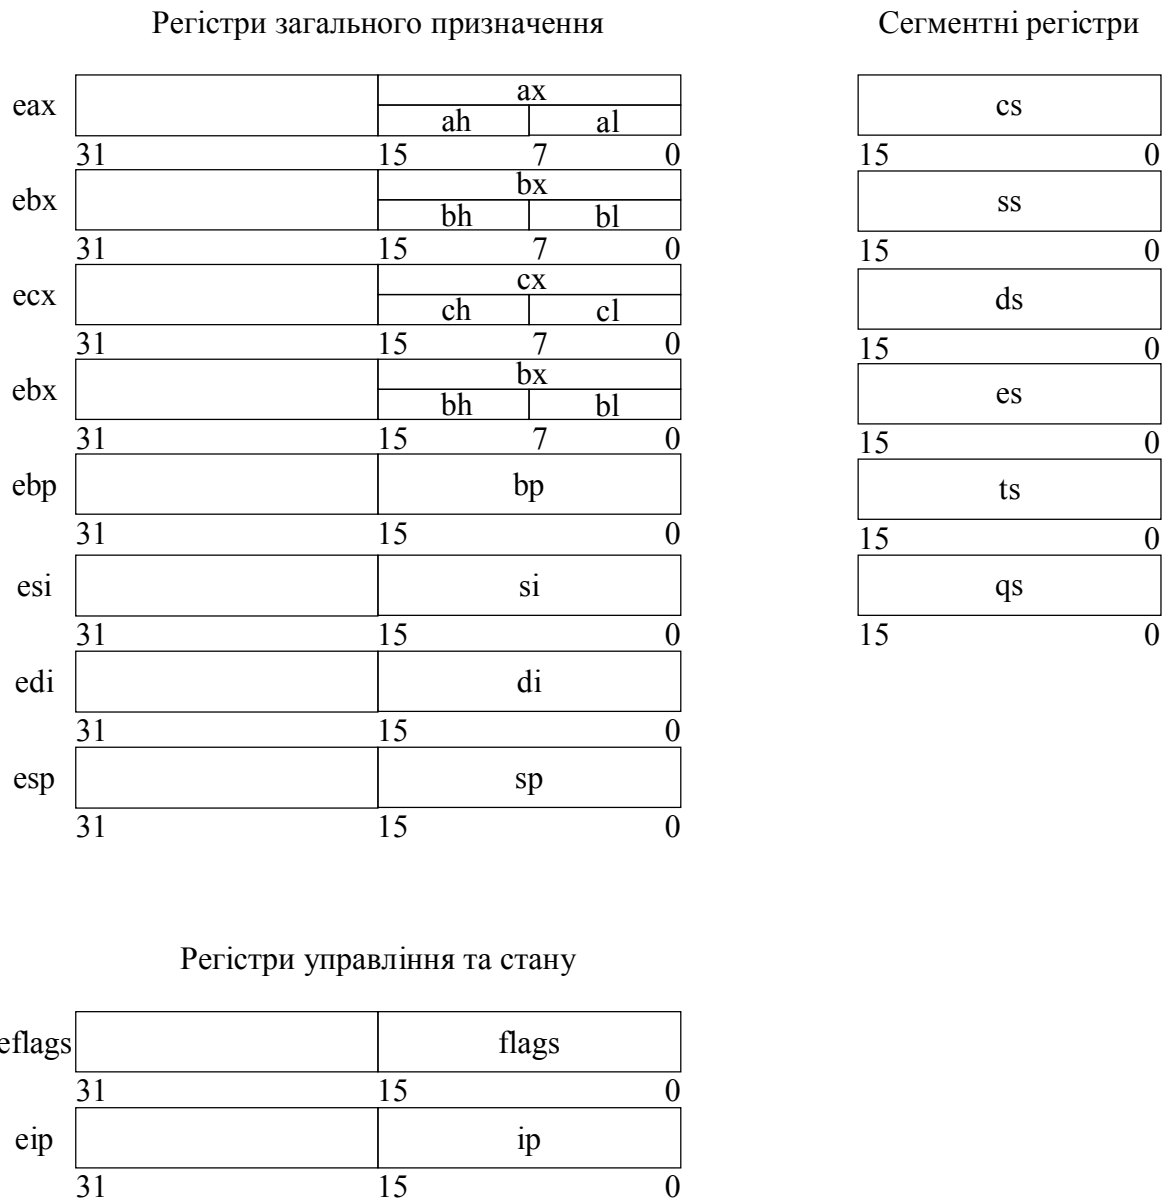 Регістри загального призначення
eax
ax
ah al
31 15 7 0
ebx
bx
bh bl
31 15 7 0
ecx
cx
ch cl
31 15 7 0
ebx
bx
bh bl
31 15 7 0
ebp bp
31 15 0
esi si
31 15 0
edi di
31 15 0
esp sp
31 15 0
Сегментні регістри
cs
15 0
ss
15 0
ds
15 0
es
15 0
ts
15 0
qs
15 0
Регістри управління та стану
eflags flags
31 15 0
eip ip
31 15 0